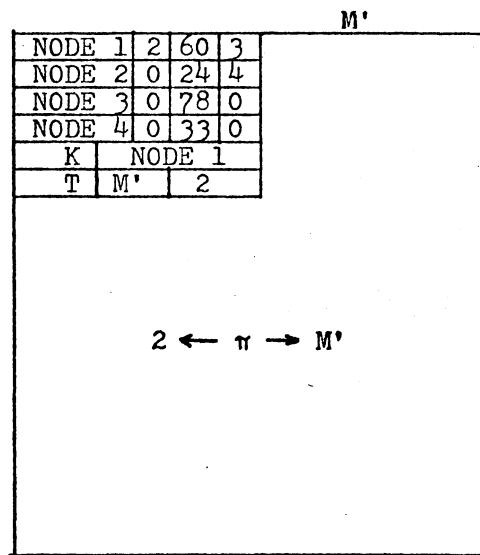 M'
NODE 1 2 60 3
NODE 2 0 24 4
NODE 3 0 78 0
NODE 4 0 33 0
K NODE 1
T M' 2
2 ← π → M'